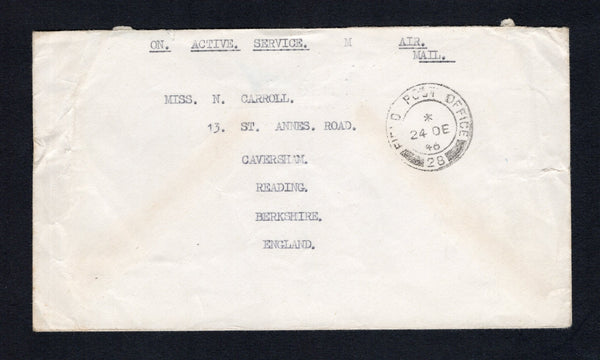 ON. ACTIVE. SERVICE. M AIR.
MAIL.
MISS. N. CARROLL.
13. ST. ANNES. ROAD.
CAVERSHAM.
READING.
BERKSHIRE.
ENGLAND.
FIELD POST OFFICE
*
24 DE
46
28